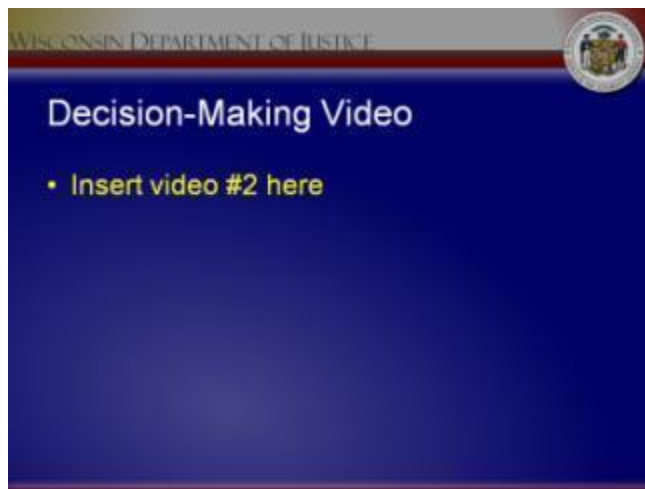 WISCONSIN DEPARTMENT OF JUSTICE
Decision-Making Video
• Insert video #2 here